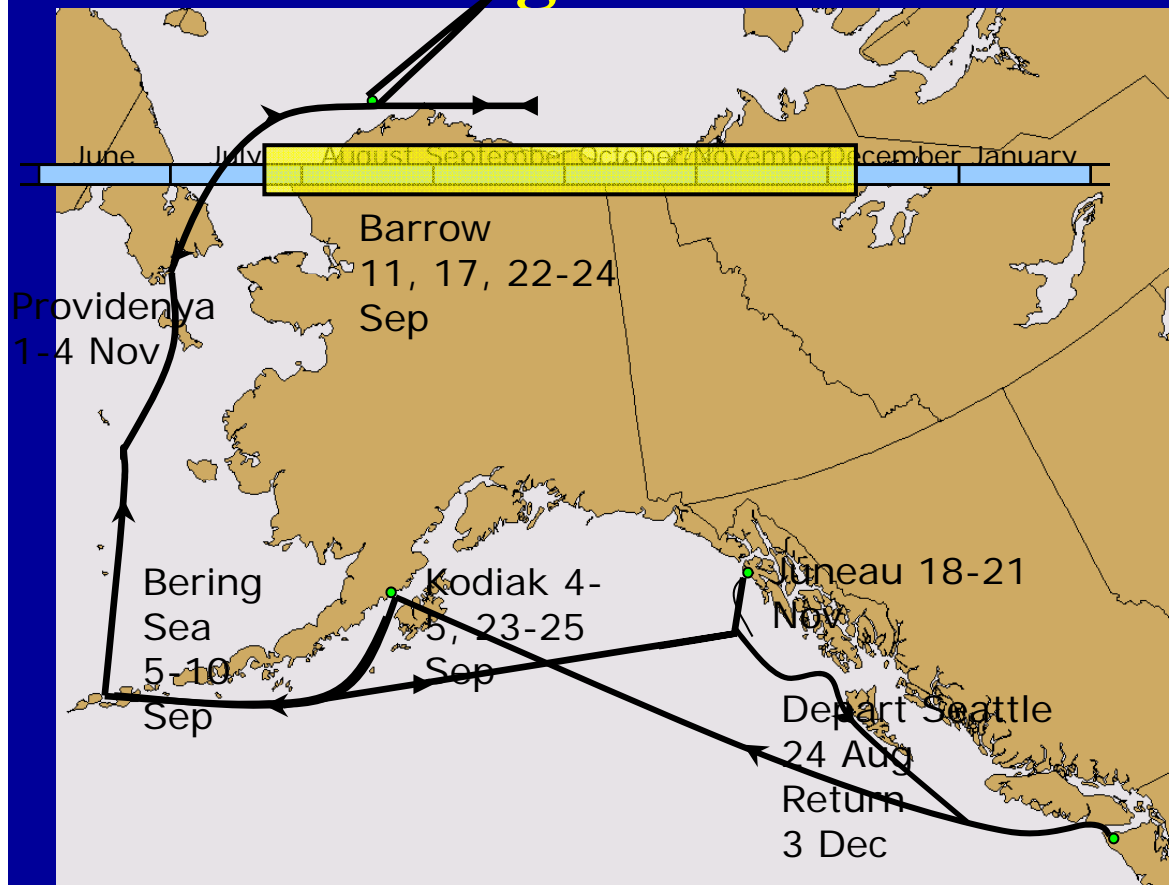 g
June July August September October November December January
Barrow
11, 17, 22-24
Sep
Providenya
1-4 Nov
Bering
Sea
5-10
Sep
Kodiak 4-
5, 23-25
Sep
Juneau 18-21
Nov
Depart Seattle
24 Aug
Return
3 Dec